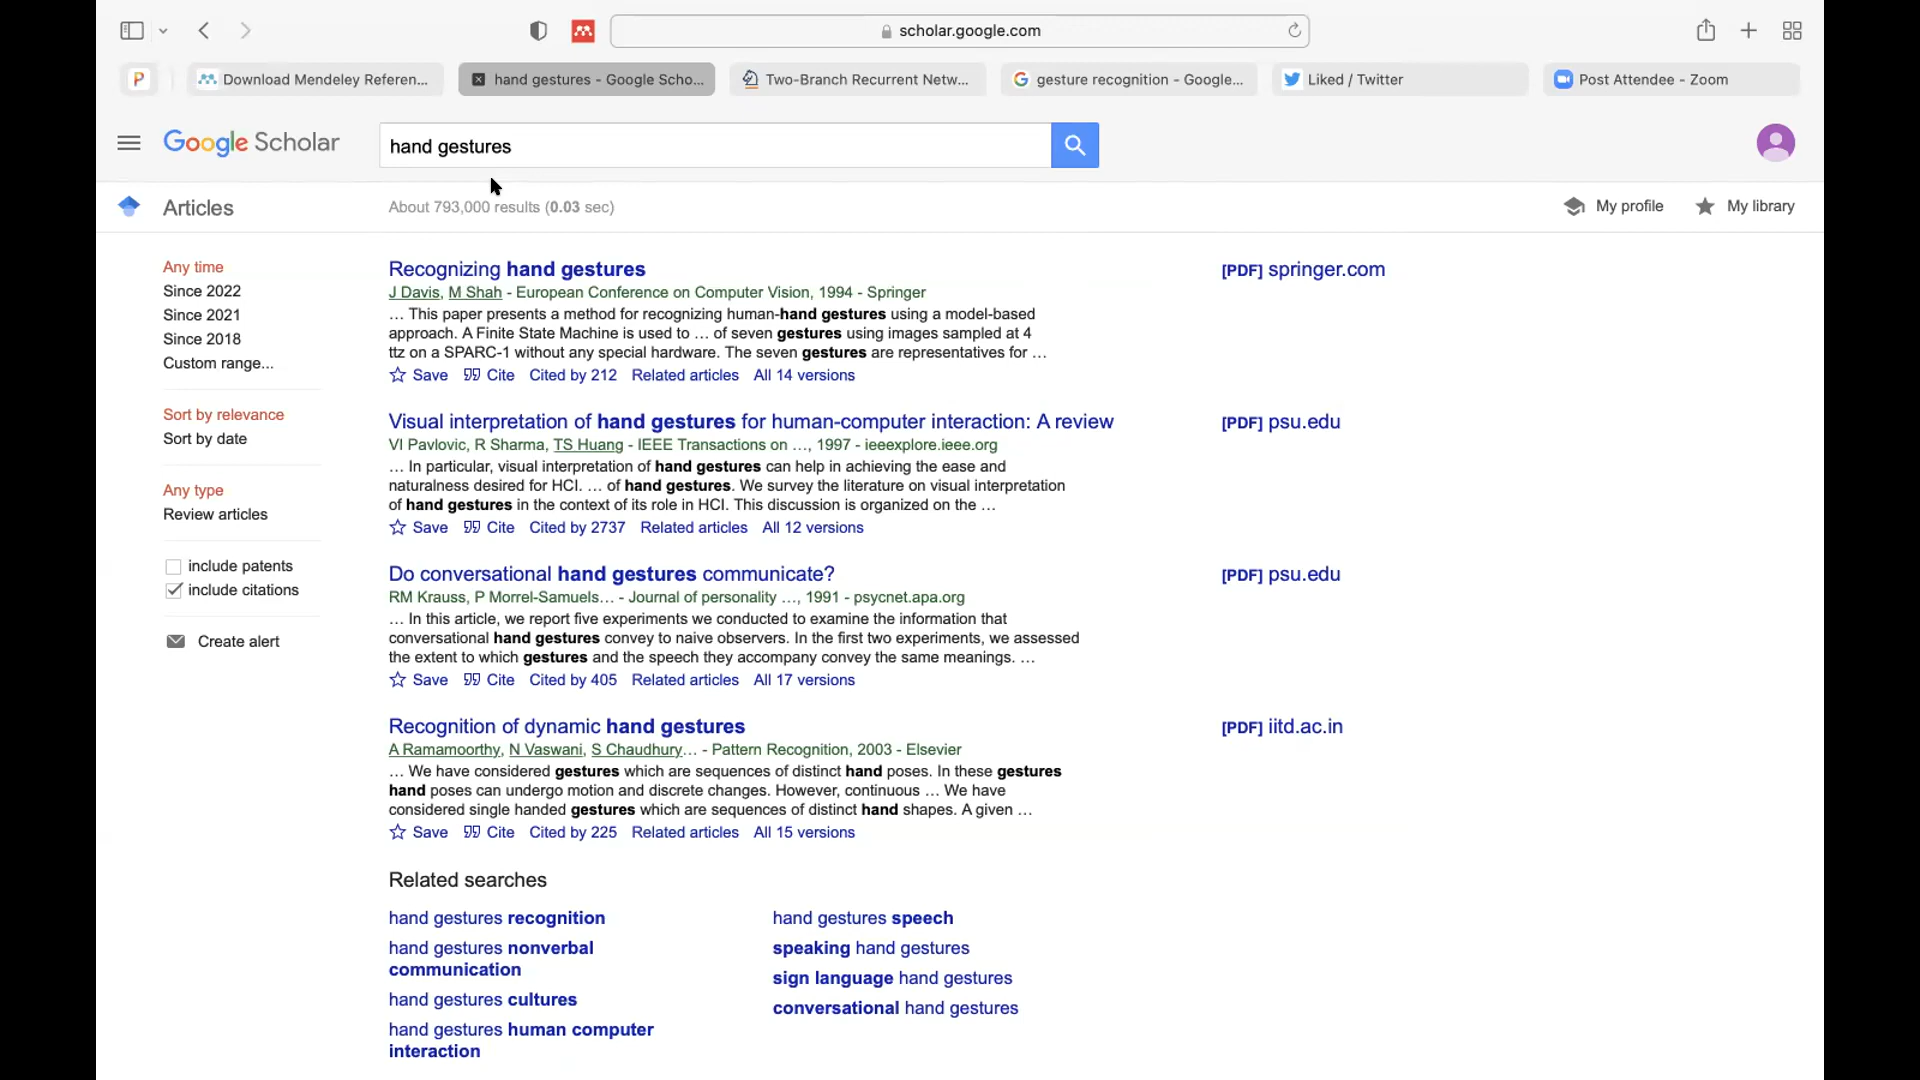 scholar.google.com
P
Download Mendeley Referen...
hand gestures - Google Scho...
Two-Branch Recurrent Netw...
gesture recognition - Google...
Liked / Twitter
Post Attendee - Zoom
Google Scholar
hand gestures
Articles
About 793,000 results (0.03 sec)
My profile
My library
Any time
Since 2022
Since 2021
Since 2018
Custom range...
Sort by relevance
Sort by date
Any type
Review articles
include patents
include citations
Create alert
Recognizing hand gestures
[PDF] springer.com
J Davis, M Shah - European Conference on Computer Vision, 1994 - Springer
… This paper presents a method for recognizing human-hand gestures using a model-based
approach. A Finite State Machine is used to … of seven gestures using images sampled at 4
ttz on a SPARC-1 without any special hardware. The seven gestures are representatives for …
Save Cite Cited by 212 Related articles All 14 versions
Visual interpretation of hand gestures for human-computer interaction: A review
[PDF] psu.edu
VI Pavlovic, R Sharma, TS Huang - IEEE Transactions on …, 1997 - ieeexplore.ieee.org
… In particular, visual interpretation of hand gestures can help in achieving the ease and
naturalness desired for HCI. … of hand gestures. We survey the literature on visual interpretation
of hand gestures in the context of its role in HCI. This discussion is organized on the …
Save Cite Cited by 2737 Related articles All 12 versions
Do conversational hand gestures communicate?
[PDF] psu.edu
RM Krauss, P Morrel-Samuels… - Journal of personality …, 1991 - psycnet.apa.org
… In this article, we report five experiments we conducted to examine the information that
conversational hand gestures convey to naive observers. In the first two experiments, we assessed
the extent to which gestures and the speech they accompany convey the same meanings. …
Save Cite Cited by 405 Related articles All 17 versions
Recognition of dynamic hand gestures
[PDF] iitd.ac.in
A Ramamoorthy, N Vaswani, S Chaudhury… - Pattern Recognition, 2003 - Elsevier
… We have considered gestures which are sequences of distinct hand poses. In these gestures
hand poses can undergo motion and discrete changes. However, continuous … We have
considered single handed gestures which are sequences of distinct hand shapes. A given …
Save Cite Cited by 225 Related articles All 15 versions
Related searches
hand gestures recognition
hand gestures nonverbal
communication
hand gestures cultures
hand gestures human computer
interaction
hand gestures speech
speaking hand gestures
sign language hand gestures
conversational hand gestures